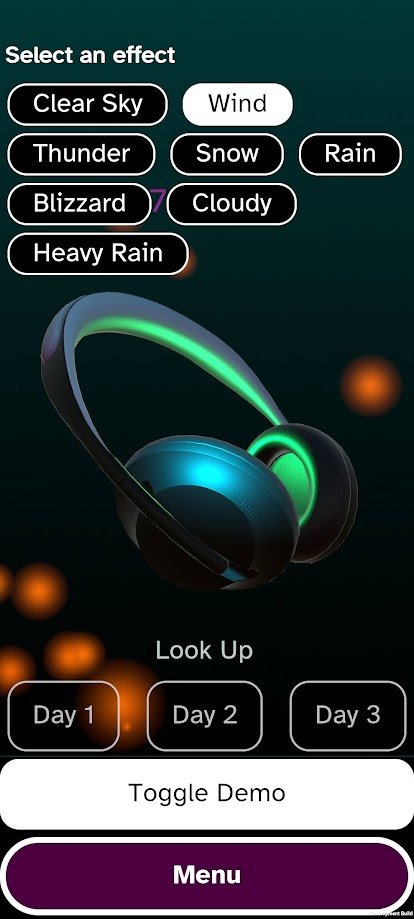 Select an effect
Clear Sky Wind
Thunder Snow Rain
Blizzard 7 Cloudy
Heavy Rain
Look Up
Day 1 Day 2 Day 3
Toggle Demo
Menu